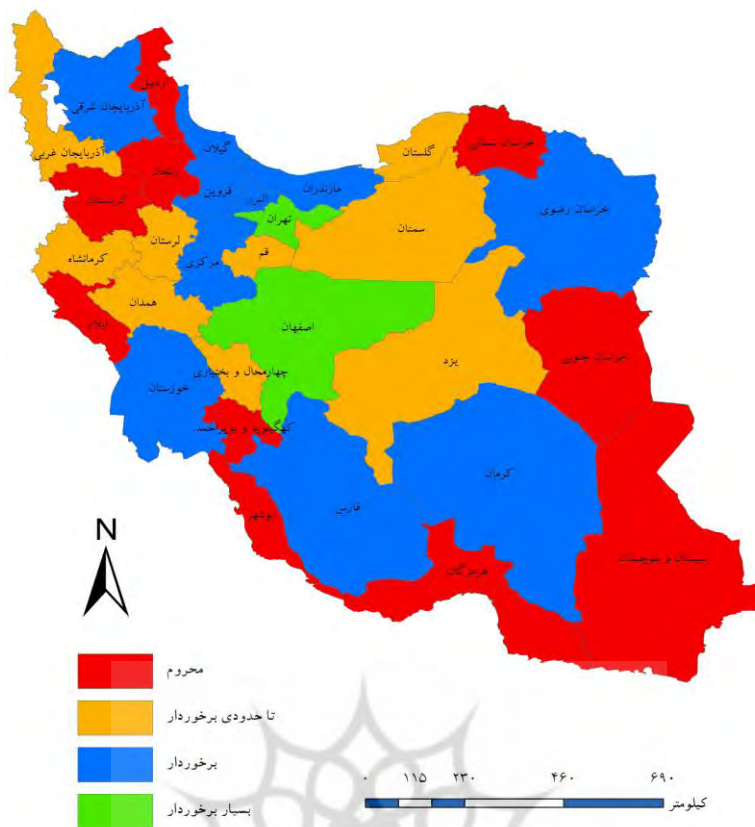 اردبیل
آذربایجان شرقی
آذربایجان غربی
گیلان
زنجان
کردستان
قزوین
البرز
مازندران
گلستان
خراسان شمالی
خراسان رضوی
تهران
سمنان
کرمانشاه
لرستان
مرکزی
قم
همدان
ایلام
اصفهان
خراسان جنوبی
یزد
خوزستان
چهارمحال و بختیاری
کهگیلویه و بویراحمد
بوشهر
فارس
کرمان
هرمزگان
سیستان و بلوچستان
N
محروم
تا حدودی برخوردار
برخوردار
بسیار برخوردار
۰ ۱۱۵ ۲۳۰ ۴۶۰ ۶۹۰
کیلومتر